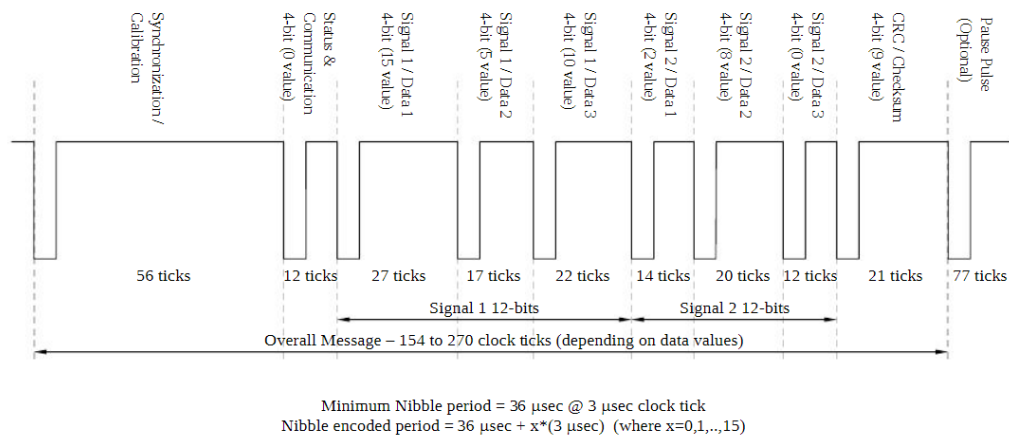 Synchronization /
Calibration
Status &
Communication
4-bit (0 value)
Signal 1 / Data 1
4-bit (15 value)
Signal 1 / Data 2
4-bit (5 value)
Signal 1 / Data 3
4-bit (10 value)
Signal 2 / Data 1
4-bit (2 value)
Signal 2 / Data 2
4-bit (8 value)
Signal 2 / Data 3
4-bit (0 value)
CRC / Checksum
4-bit (9 value)
Pause Pulse
(Optional)
56 ticks
12 ticks
27 ticks
17 ticks
22 ticks
14 ticks
20 ticks
12 ticks
21 ticks
77 ticks
Signal 1 12-bits
Signal 2 12-bits
Overall Message – 154 to 270 clock ticks (depending on data values)
Minimum Nibble period = 36 µsec @ 3 µsec clock tick
Nibble encoded period = 36 µsec + x*(3 µsec) (where x=0,1,..,15)